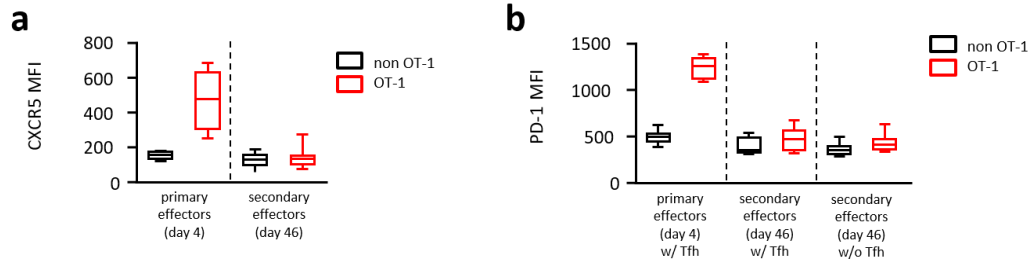 a
CXCR5 MFI
800
600
400
200
0
primary
effectors
(day 4)
secondary
effectors
(day 46)
non OT-1
OT-1
b
PD-1 MFI
1500
1000
500
0
primary
effectors
(day 4)
w/ Tfh
secondary
effectors
(day 46)
w/ Tfh
secondary
effectors
(day 46)
w/o Tfh
non OT-1
OT-1